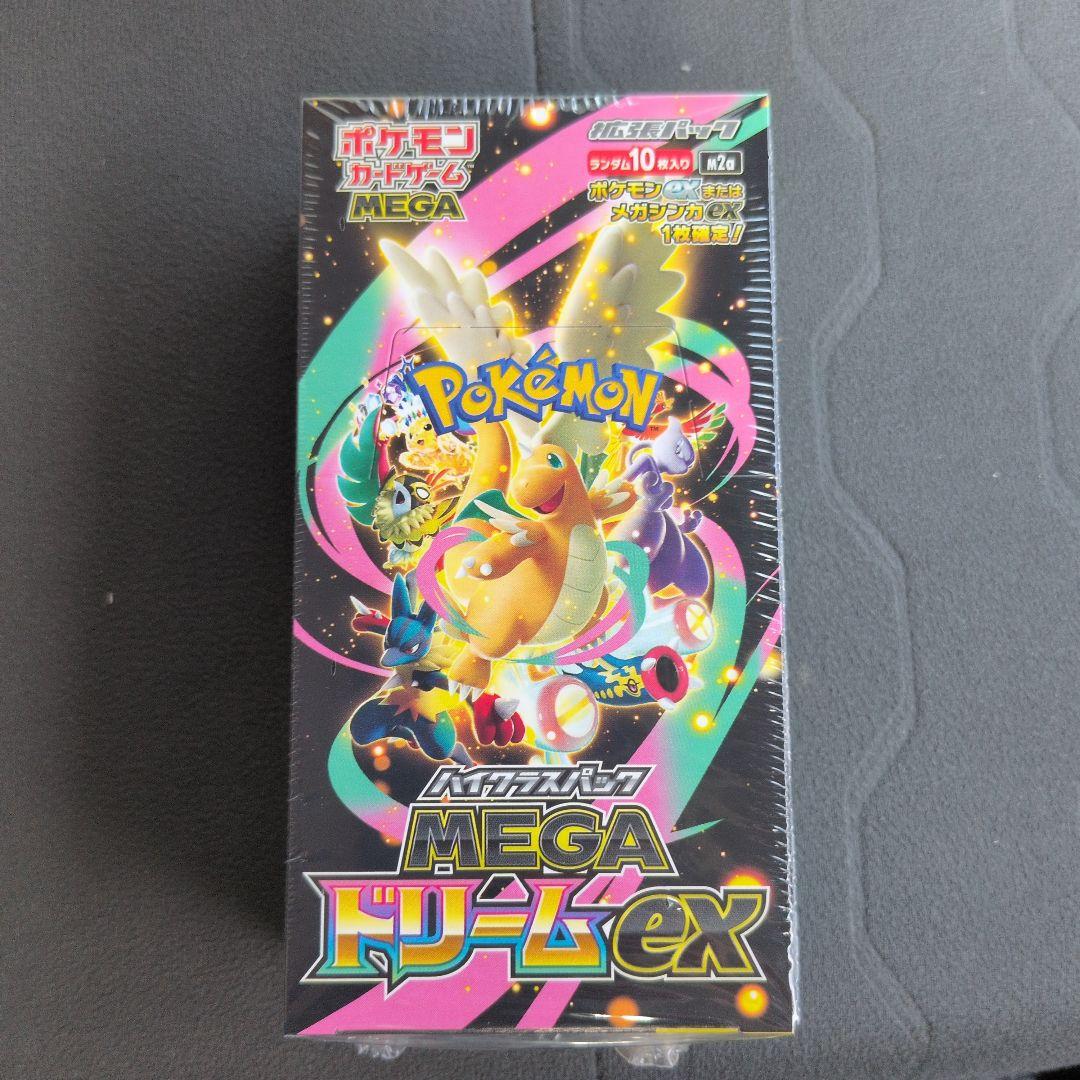 ポケモン
カードゲーム™
MEGA
拡張パック
ランダム10枚入り M2a
ポケモンexまたは
メガシンカex
1枚確定!
POKéMON™
ハイクラスパック
MEGA
ドリームex